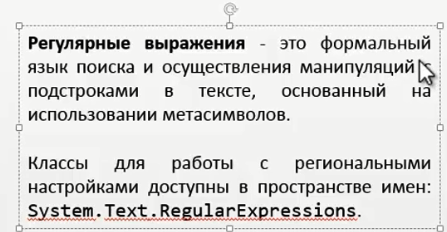 Регулярные выражения - это формальный
язык поиска и осуществления манипуляций с
подстроками в тексте, основанный на
использовании метасимволов.
Классы для работы с региональными
настройками доступны в пространстве имен:
System.Text.RegularExpressions.